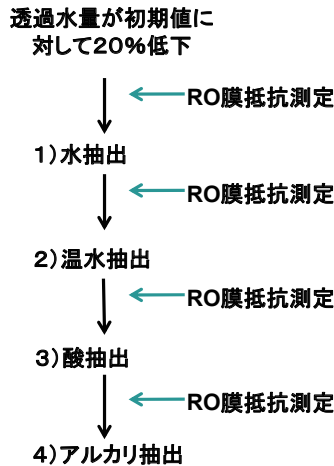 透過水量が初期値に
対して20%低下
RO膜抵抗測定
1)水抽出
RO膜抵抗測定
2)温水抽出
RO膜抵抗測定
3)酸抽出
RO膜抵抗測定
4)アルカリ抽出